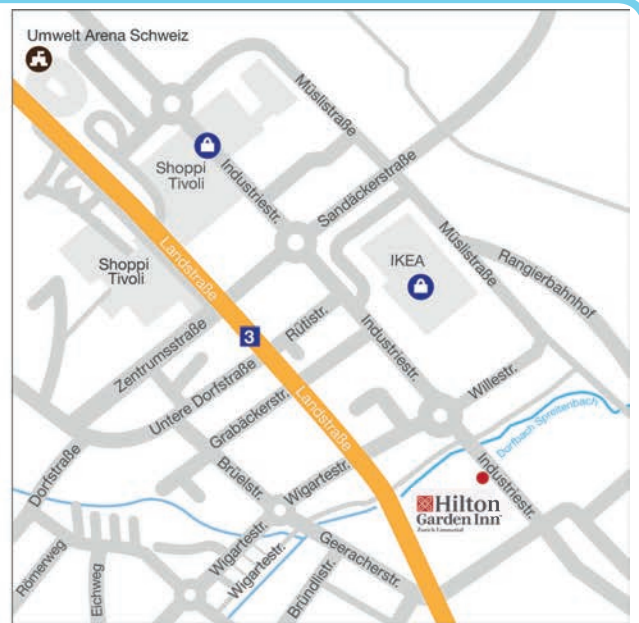 Umwelt Arena Schweiz
Müslistraße
Shoppi
Tivoli
Industriestr.
Sandäckerstraße
Shoppi
Tivoli
Landstraße
IKEA
Müslistraße
Rangierbahnhof
3
Rütistr.
Industriestr.
Zentrumsstraße
Untere Dorfstraße
Grabäckerstr.
Landstraße
Willestr.
Dorfbach Spreitenbach
Dorfstraße
Brüelstr.
Wigartestr.
Industriestr.
Hilton
Garden Inn
Zurich Limmattal
Römerweg
Eichweg
Wigartestr.
Wigartestr.
Bründlistr.
Geeracherstr.